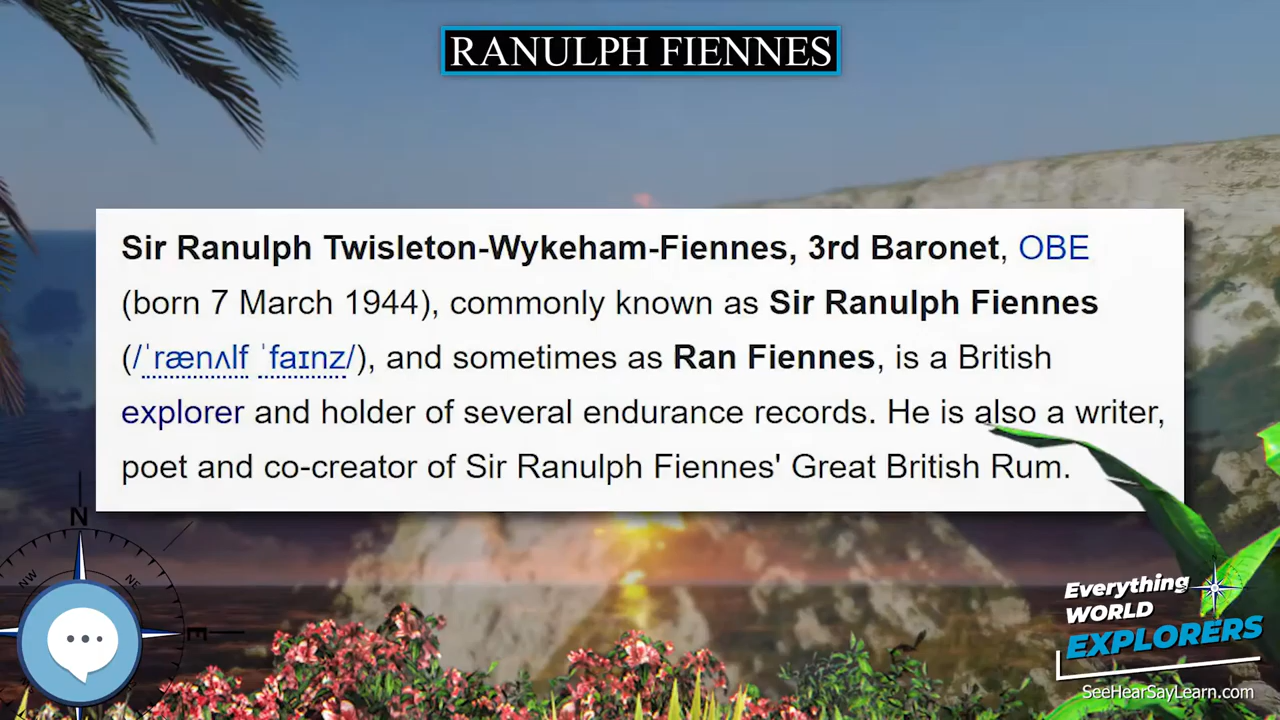 RANULPH FIENNES
Sir Ranulph Twisleton-Wykeham-Fiennes, 3rd Baronet, OBE
(born 7 March 1944), commonly known as Sir Ranulph Fiennes
(/ˈrænʌlf ˈfaɪnz/), and sometimes as Ran Fiennes, is a British
explorer and holder of several endurance records. He is also a writer,
poet and co-creator of Sir Ranulph Fiennes' Great British Rum.
N
NW
NE
E
Everything
WORLD
EXPLORERS
SeeHearSayLearn.com